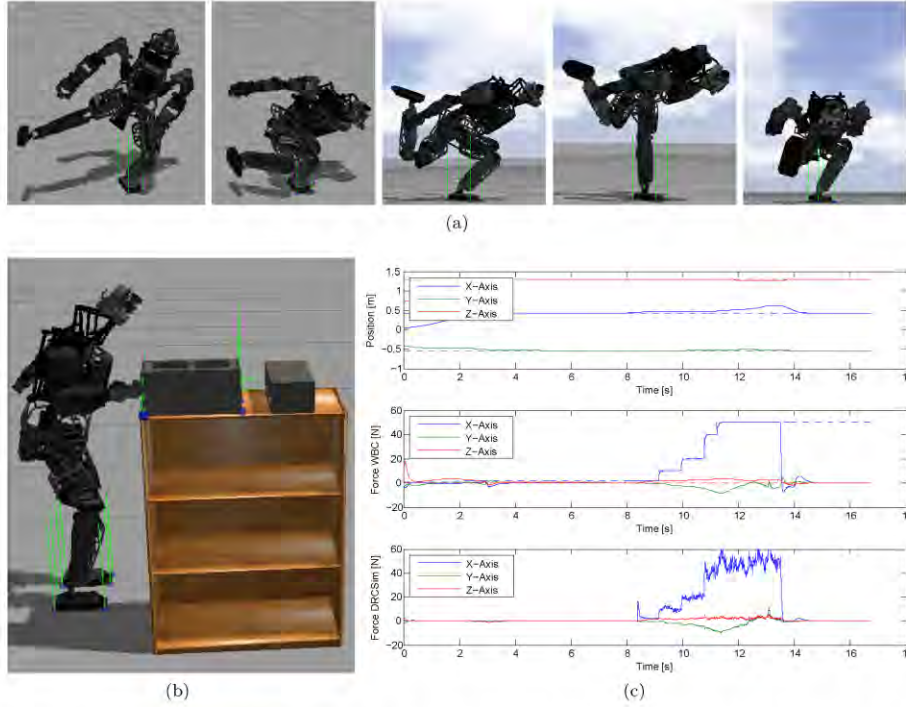 (a)
1.5
1
0.5
0
−0.5
−1
Position [m]
X−Axis
Y−Axis
Z−Axis
0 2 4 6 8 10 12 14 16 18
Time [s]
60
40
20
0
−20
Force WBC [N]
X−Axis
Y−Axis
Z−Axis
0 2 4 6 8 10 12 14 16 18
Time [s]
60
40
20
0
−20
Force DRCSim [N]
X−Axis
Y−Axis
Z−Axis
0 2 4 6 8 10 12 14 16
Time [s]
(b)
(c)